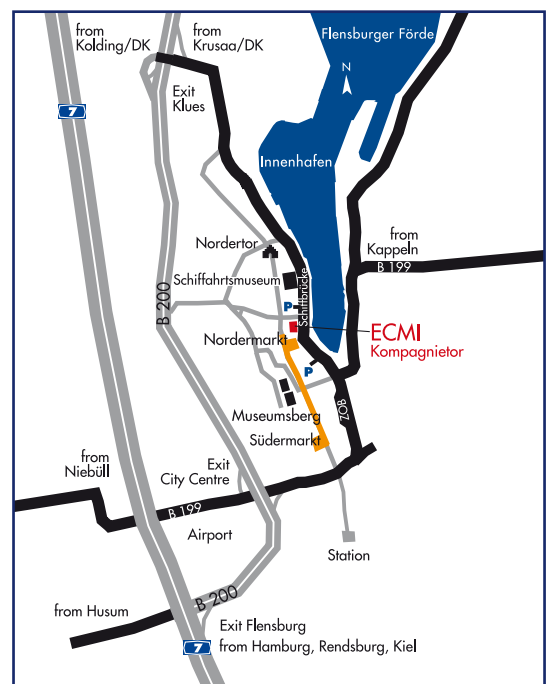 from
Kolding/DK
from
Krusaa/DK
Flensburger Förde
N
7
Exit
Klues
Innenhafen
Nordertor
from
Kappeln
B 199
Schiffahrtsmuseum
B 200
P
Schiffbrücke
ECMI
Kompagnietor
Nordermarkt
P
Museumsberg
ZOB
Südermarkt
from
Niebüll
Exit
City Centre
B 199
Airport
Station
B 200
from Husum
Exit Flensburg
7
from Hamburg, Rendsburg, Kiel